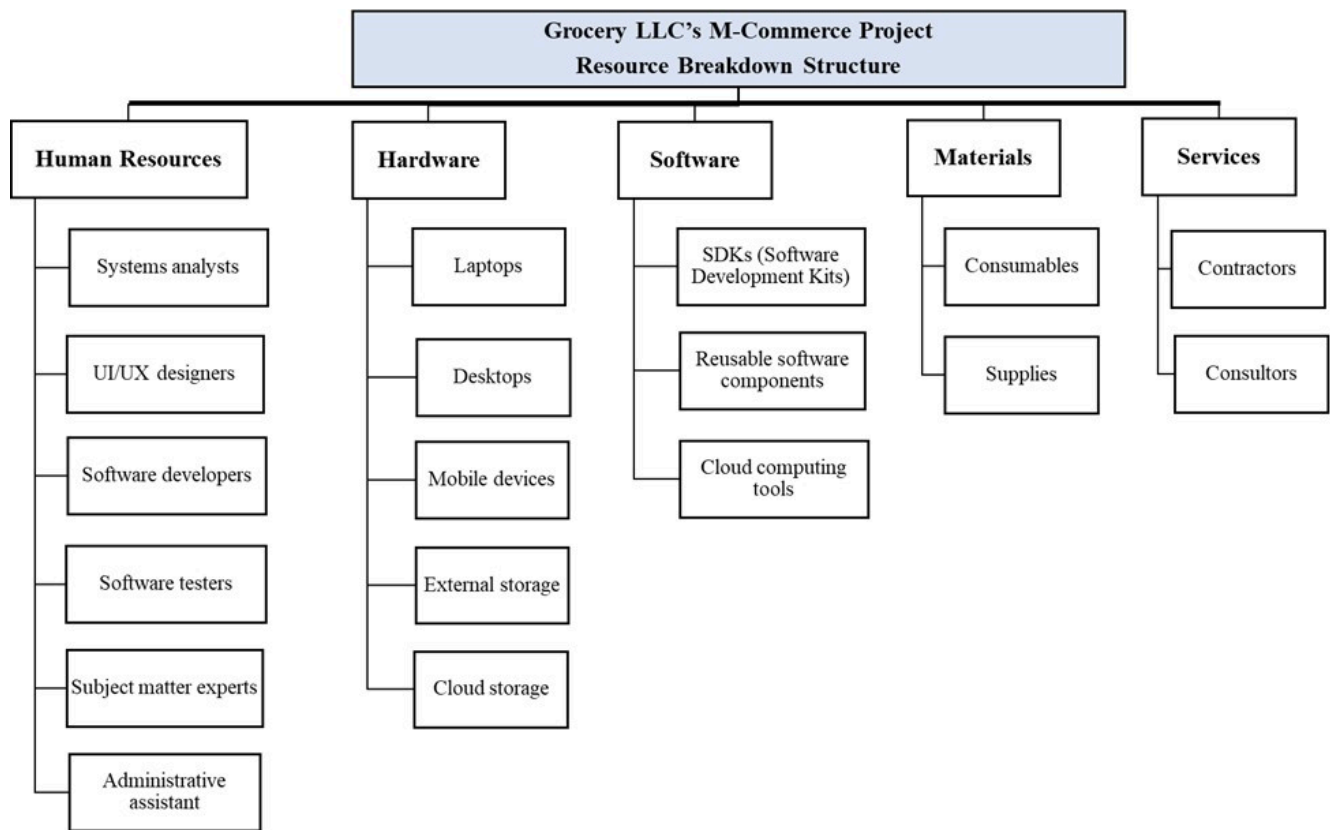 Grocery LLC’s M-Commerce Project
Resource Breakdown Structure
Human Resources
Hardware
Software
Materials
Services
Systems analysts
UI/UX designers
Software developers
Software testers
Subject matter experts
Administrative
assistant
Laptops
Desktops
Mobile devices
External storage
Cloud storage
SDKs (Software
Development Kits)
Reusable software
components
Cloud computing
tools
Consumables
Supplies
Contractors
Consultors